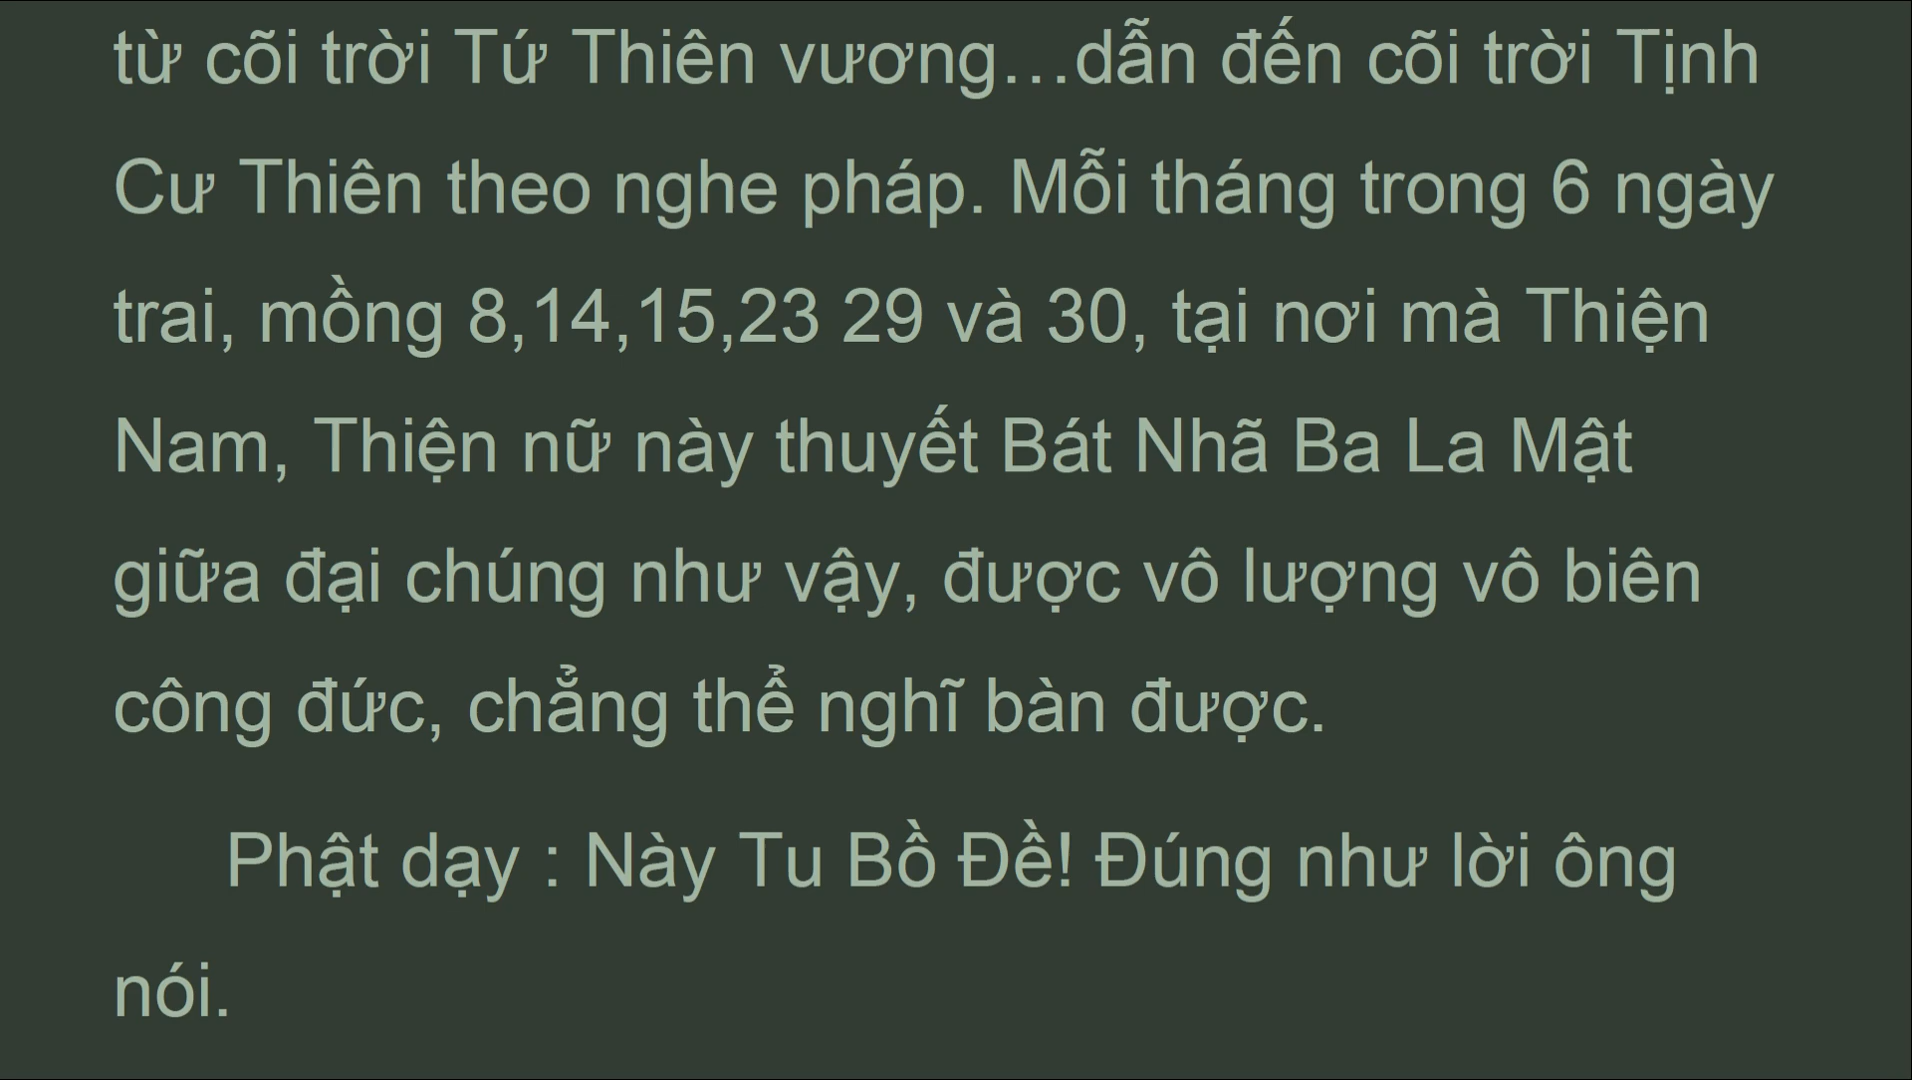 từ cõi trời Tứ Thiên vương…dẫn đến cõi trời Tịnh
Cư Thiên theo nghe pháp. Mỗi tháng trong 6 ngày
trai, mồng 8,14,15,23 29 và 30, tại nơi mà Thiện
Nam, Thiện nữ này thuyết Bát Nhã Ba La Mật
giữa đại chúng như vậy, được vô lượng vô biên
công đức, chẳng thể nghĩ bàn được.
Phật dạy : Này Tu Bồ Đề! Đúng như lời ông
nói.